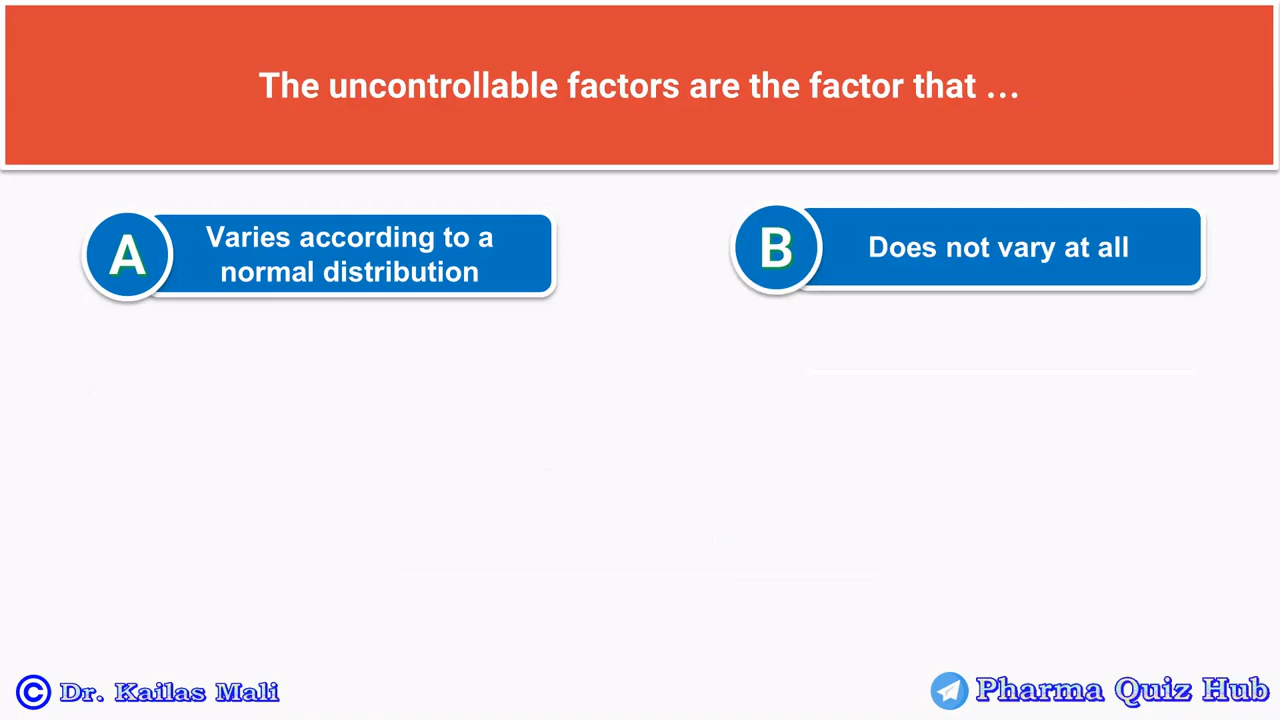 The uncontrollable factors are the factor that ...
A
Varies according to a
normal distribution
B
Does not vary at all
© Dr. Kailas Mali
Pharma Quiz Hub